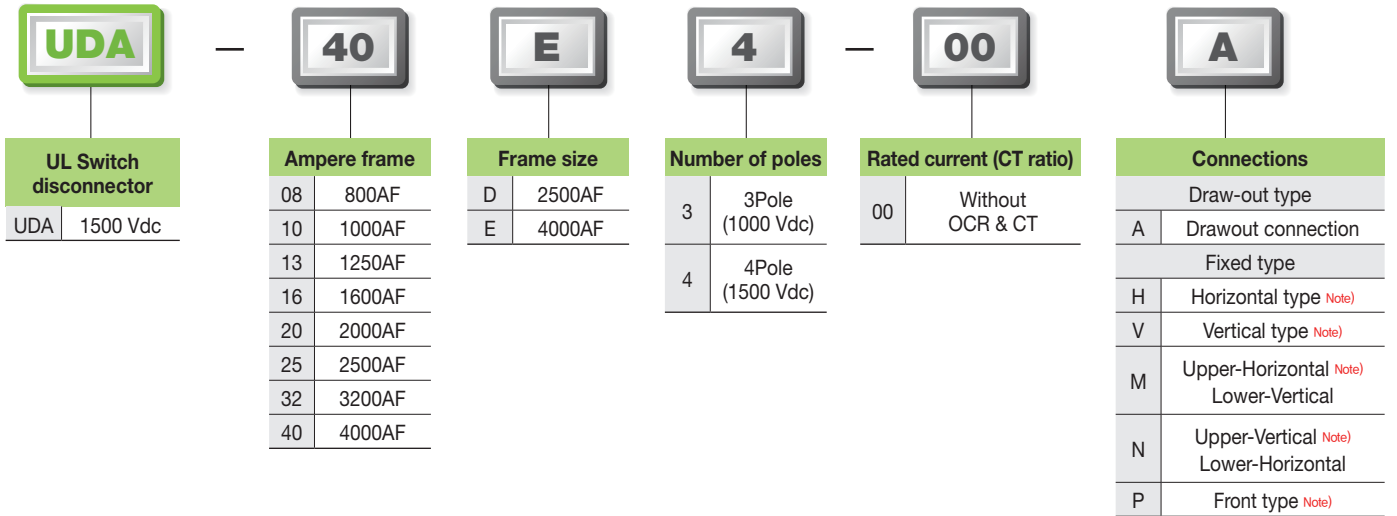 UDA — 40 E 4 — 00 A
UL Switch
disconnector
UDA 1500 Vdc
Ampere frame
08 800AF
10 1000AF
13 1250AF
16 1600AF
20 2000AF
25 2500AF
32 3200AF
40 4000AF
Frame size
D 2500AF
E 4000AF
Number of poles
3 3Pole
(1000 Vdc)
4 4Pole
(1500 Vdc)
Rated current (CT ratio)
00 Without
OCR & CT
Connections
Draw-out type
A Drawout connection
Fixed type
H Horizontal type Note)
V Vertical type Note)
M Upper-Horizontal Note)
Lower-Vertical
N Upper-Vertical Note)
Lower-Horizontal
P Front type Note)